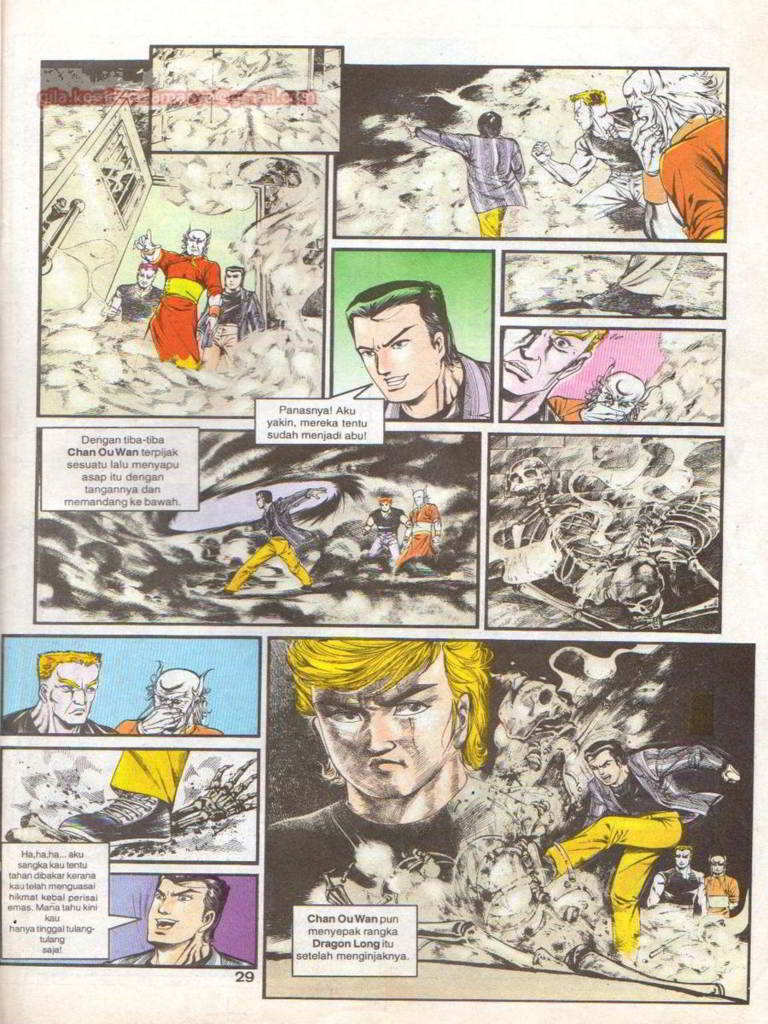 Panasnya! Aku
yakin, mereka tentu
sudah menjadi abu!
Dengan tiba-tiba
Chan Ou Wan terpijak
sesuatu lalu menyapu
asap itu dengan
tangannya dan
memandang ke bawah.
Ha,ha,ha... aku
sangka kau tentu
tahan dibakar kerana
kau telah menguasai
hikmat kebal perisai
emas. Mana tahu kini
kau
hanya tinggal tulang-
tulang
saja!
Chan Ou Wan pun
menyepak rangka
Dragon Long itu
setelah menginjaknya.
29